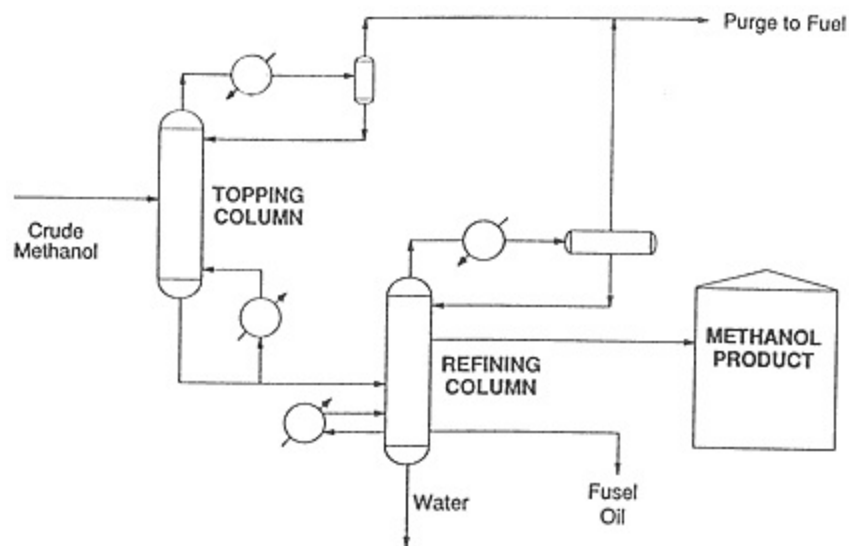 Purge to Fuel
TOPPING
COLUMN
Crude
Methanol
METHANOL
PRODUCT
REFINING
COLUMN
Water
Fusel
Oil